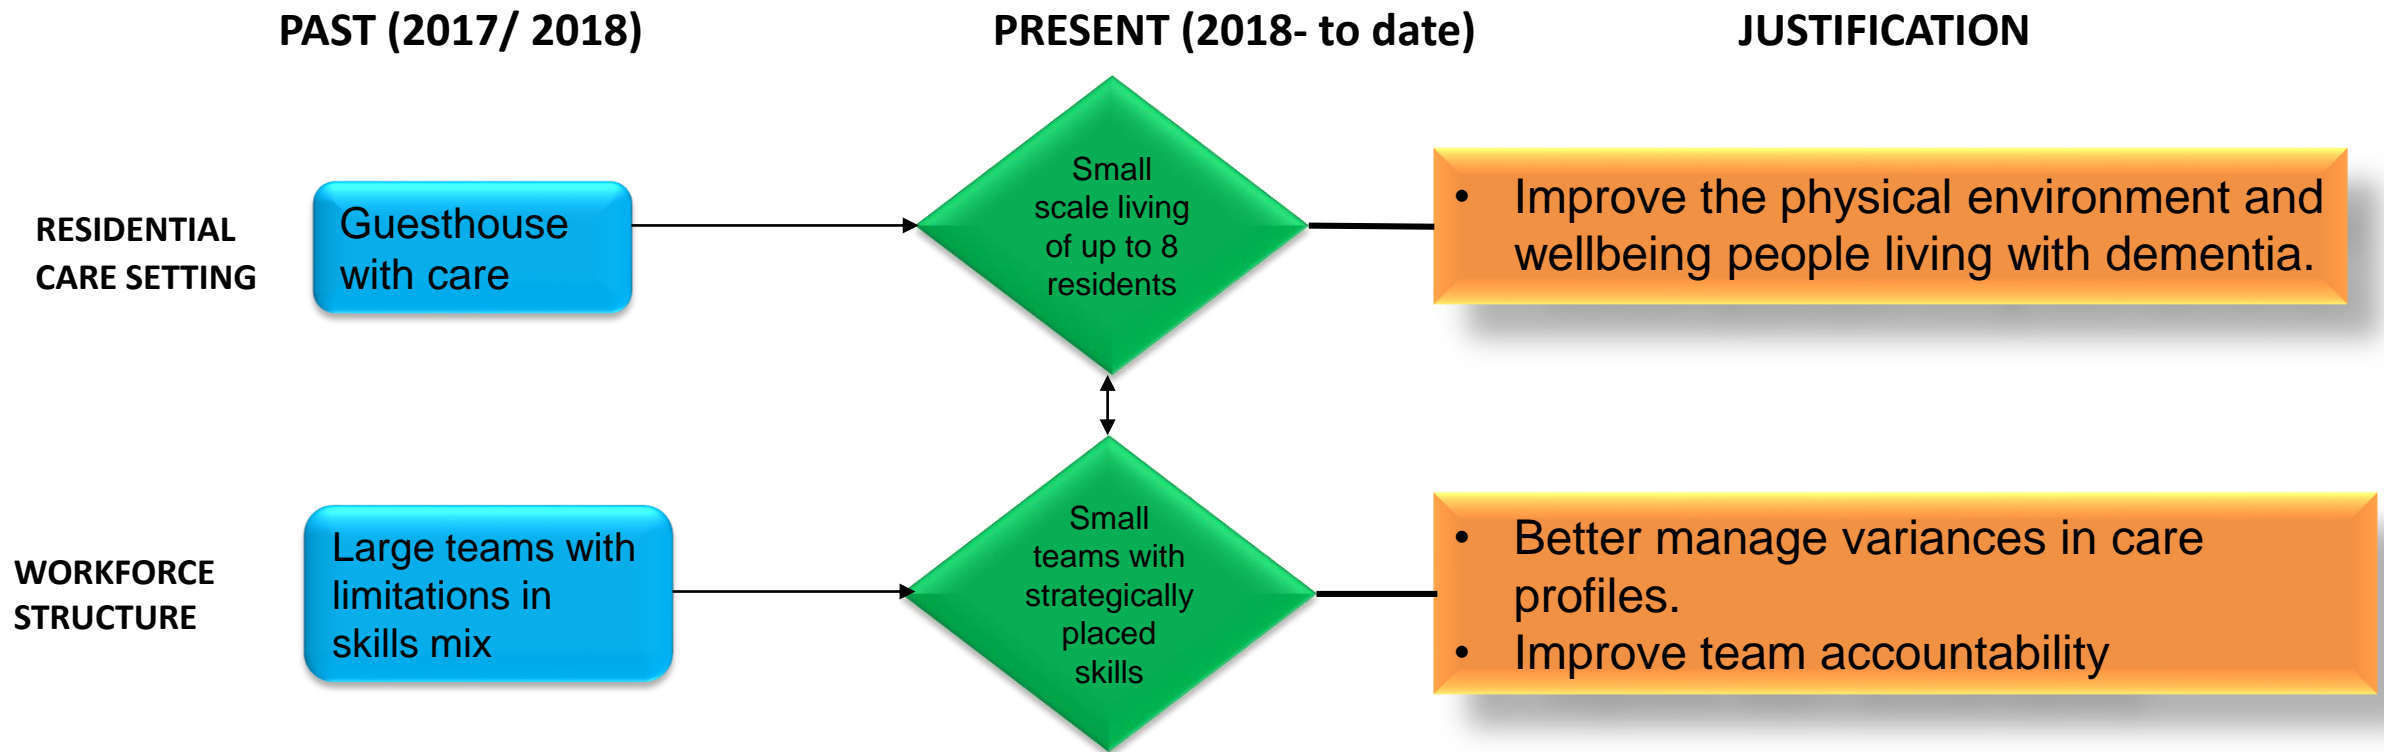 PAST (2017/ 2018)
PRESENT (2018- to date)
JUSTIFICATION
RESIDENTIAL
CARE SETTING
Guesthouse
with care
Small
scale living
of up to 8
residents
• Improve the physical environment and
wellbeing people living with dementia.
WORKFORCE
STRUCTURE
Large teams with
limitations in
skills mix
Small
teams with
strategically
placed
skills
• Better manage variances in care
profiles.
• Improve team accountability